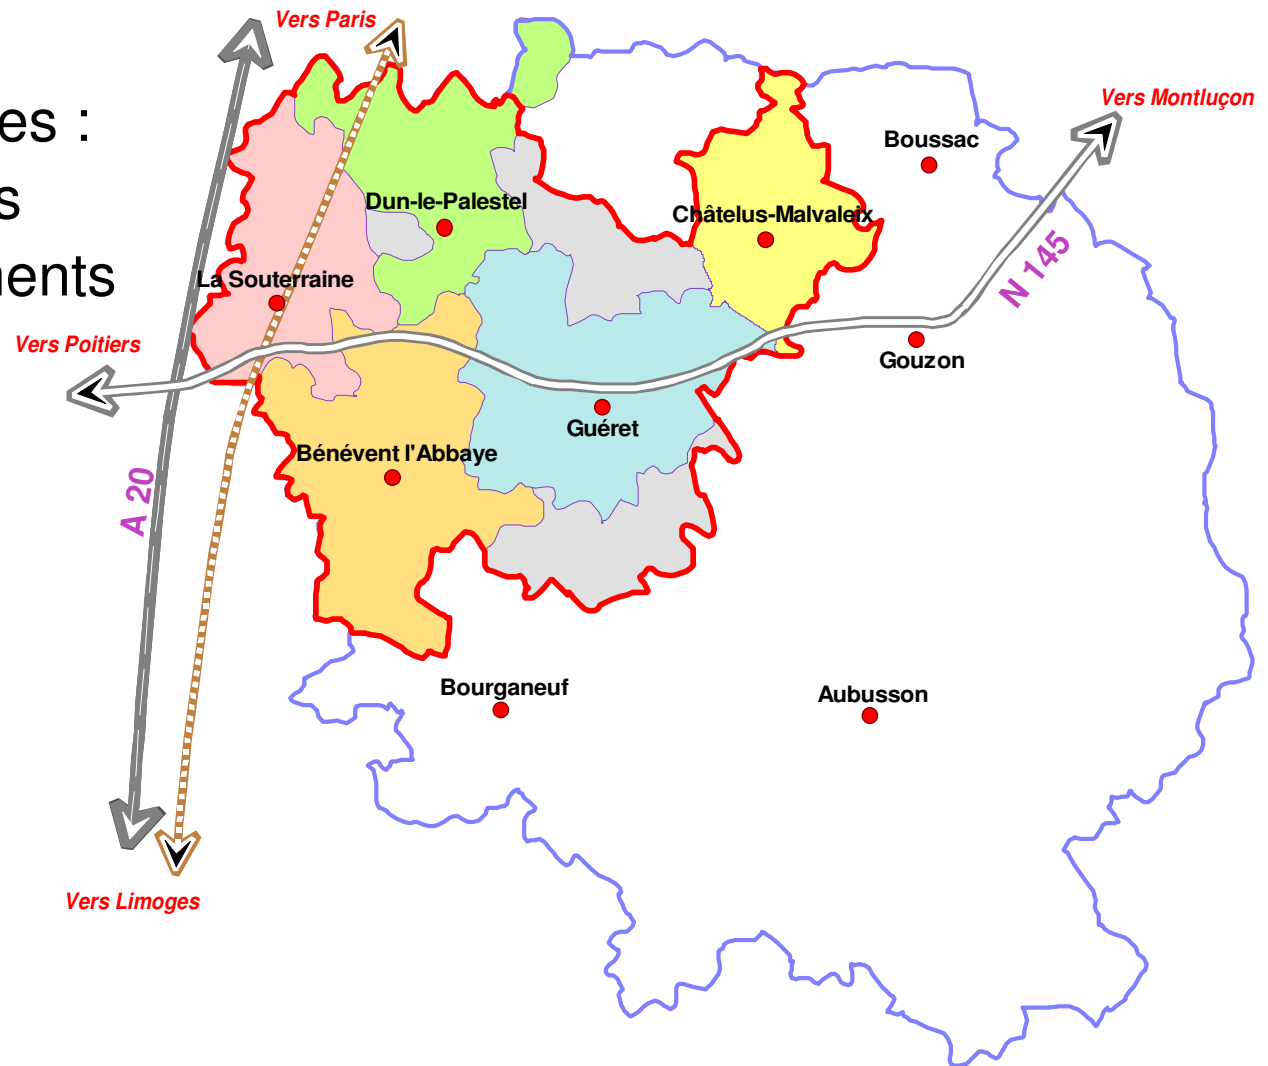 Vers Paris
Vers Montluçon
es :
Boussac
s
Dun-le-Palestel
Châtelus-Malvaleix
nents
La Souterraine
N 145
Vers Poitiers
Gouzon
Guéret
Bénévent l'Abbaye
A 20
Bourganeuf
Aubusson
Vers Limoges